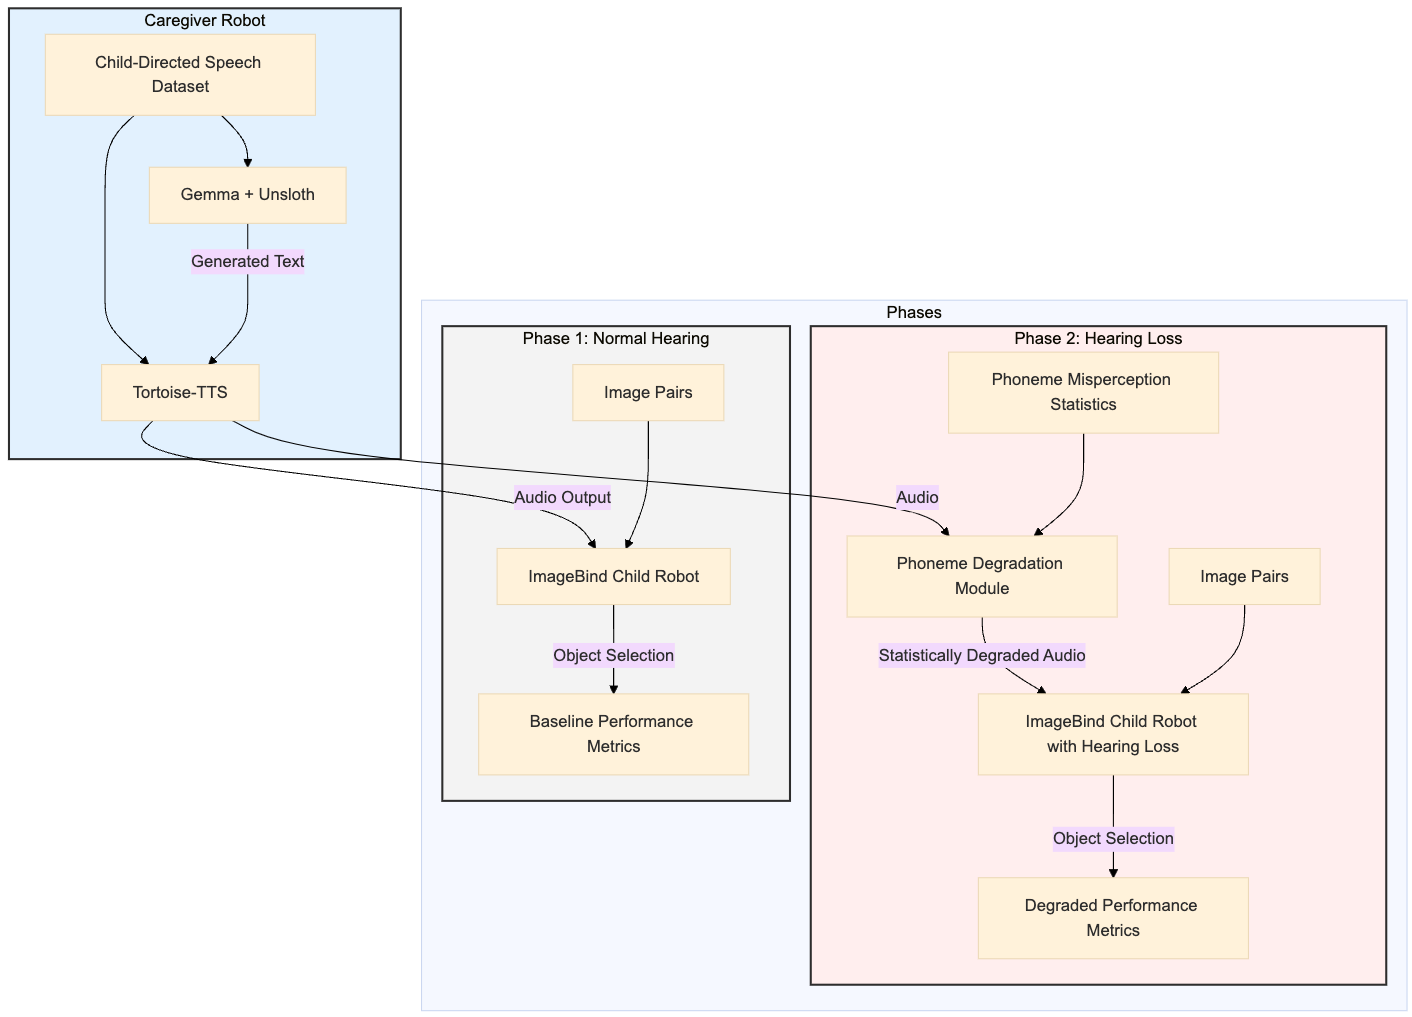 Caregiver Robot
Child-Directed Speech
Dataset
Gemma + Unsloth
Generated Text
Tortoise-TTS
Phases
Phase 1: Normal Hearing
Image Pairs
Audio Output
ImageBind Child Robot
Object Selection
Baseline Performance
Metrics
Phase 2: Hearing Loss
Phoneme Misperception
Statistics
Audio
Phoneme Degradation
Module
Image Pairs
Statistically Degraded Audio
ImageBind Child Robot
with Hearing Loss
Object Selection
Degraded Performance
Metrics